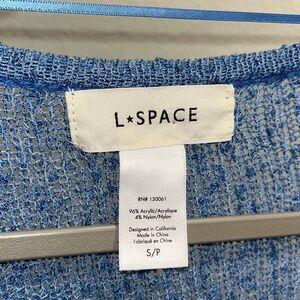 L★SPACE
RN# 130061
96% Acrylic/Acrylique
4% Nylon/Nylon
Designed in California
Made in China
Fabriqué en Chine
S/P